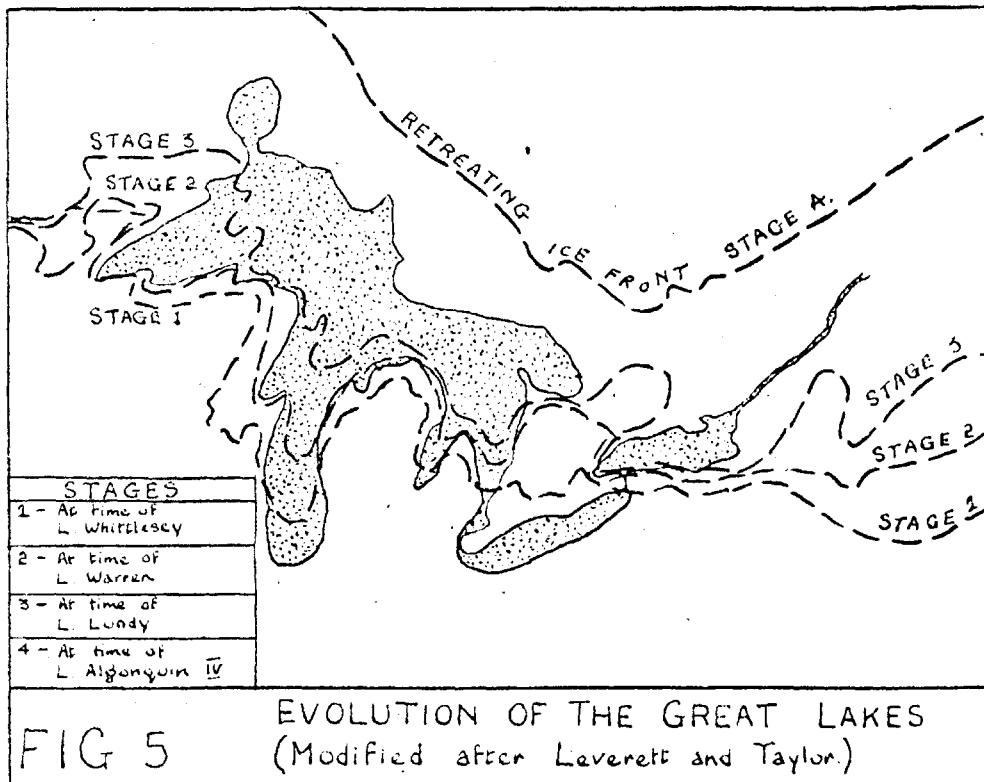 STAGE 3
STAGE 2
STAGE 1
RETREATING ICE FRONT STAGE 4.
STAGE 3
STAGE 2
STAGE 1
STAGES
1 - At time of
L. Whittlesey
2 - At time of
L. Warren
3 - At time of
L. Lundy
4 - At time of
L. Algonquin IV
FIG 5
EVOLUTION OF THE GREAT LAKES
(Modified after Leverett and Taylor.)